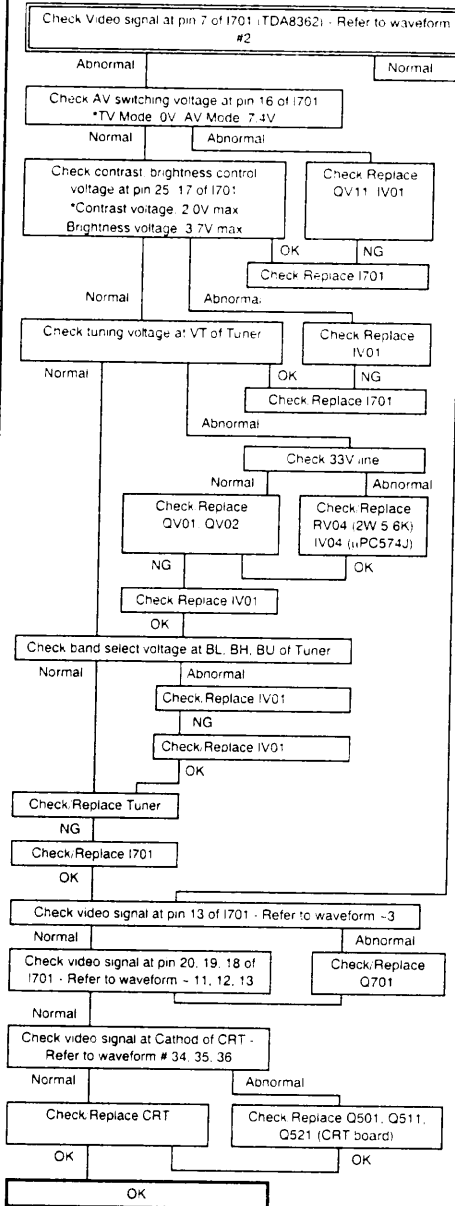 Check Video signal at pin 7 of I701 (TDA8362) - Refer to waveform
#2
Abnormal
Normal
Check AV switching voltage at pin 16 of I701
*TV Mode 0V AV Mode 7.4V
Normal
Abnormal
Check contrast brightness control
voltage at pin 25 17 of I701
*Contrast voltage 2.0V max
Brightness voltage 3.7V max
Check Replace
QV11 IV01
OK
NG
Check Replace I701
Normal
Abnormal
Check tuning voltage at VT of Tuner
Check Replace
IV01
Normal
OK
NG
Check Replace I701
Abnormal
Check 33V line
Normal
Abnormal
Check Replace
QV01, QV02
Check Replace
RV04 (2W 5.6K)
IV04 (µPC574J)
NG
OK
Check Replace IV01
OK
Check band select voltage at BL, BH, BU of Tuner
Normal
Abnormal
Check Replace IV01
NG
Check/Replace IV01
OK
Check/Replace Tuner
NG
Check/Replace I701
OK
Check video signal at pin 13 of I701 - Refer to waveform ~3
Normal
Abnormal
Check video signal at pin 20, 19, 18 of
I701 - Refer to waveform ~ 11, 12, 13
Check/Replace
Q701
Normal
Check video signal at Cathod of CRT -
Refer to waveform # 34, 35, 36
Normal
Abnormal
Check Replace CRT
Check Replace Q501, Q511,
Q521 (CRT board)
OK
OK
OK